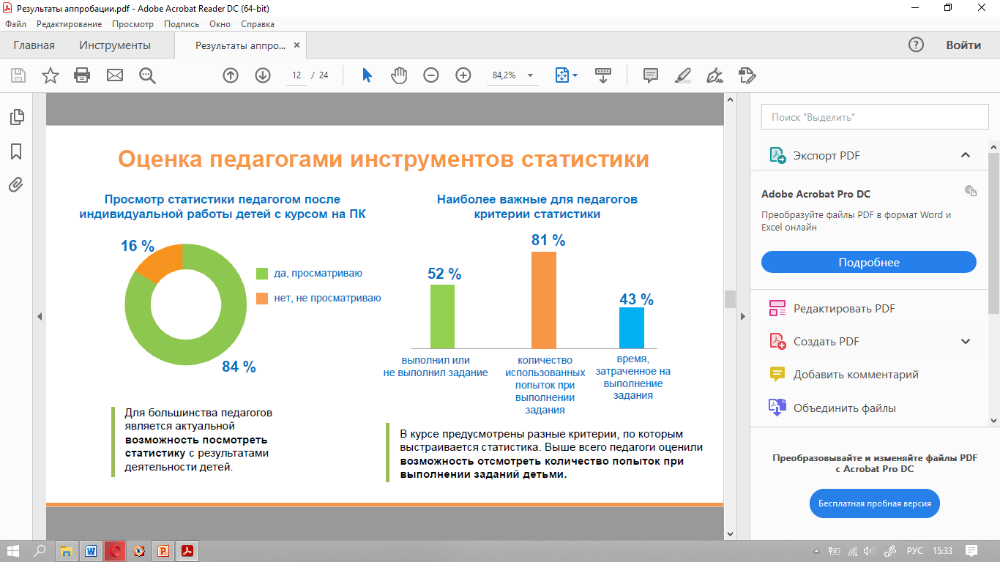 Результаты аппробации.pdf - Adobe Acrobat Reader DC (64-bit)
Файл Редактирование Просмотр Подпись Окно Справка
Главная Инструменты Результаты аппро... × Войти
12 / 24 84,2%
Оценка педагогами инструментов статистики
Просмотр статистики педагогом после
индивидуальной работы детей с курсом на ПК
16 %
84 %
да, просматриваю
нет, не просматриваю
Для большинства педагогов
является актуальной
возможность посмотреть
статистику с результатами
деятельности детей.
Наиболее важные для педагогов
критерии статистики
52 %
81 %
43 %
выполнил или
не выполнил задание
количество
использованных
попыток при
выполнении
задания
время,
затраченное на
выполнение
задания
В курсе предусмотрены разные критерии, по которым
выстраивается статистика. Выше всего педагоги оценили
возможность отсмотреть количество попыток при
выполнении заданий детьми.
Поиск "Выделить"
Экспорт PDF
Adobe Acrobat Pro DC
Преобразуйте файлы PDF в формат Word и
Excel онлайн
Подробнее
Редактировать PDF
Создать PDF
Добавить комментарий
Объединить файлы
Преобразовывайте и изменяйте файлы PDF
с Acrobat Pro DC
Бесплатная пробная версия
РУС 15:33